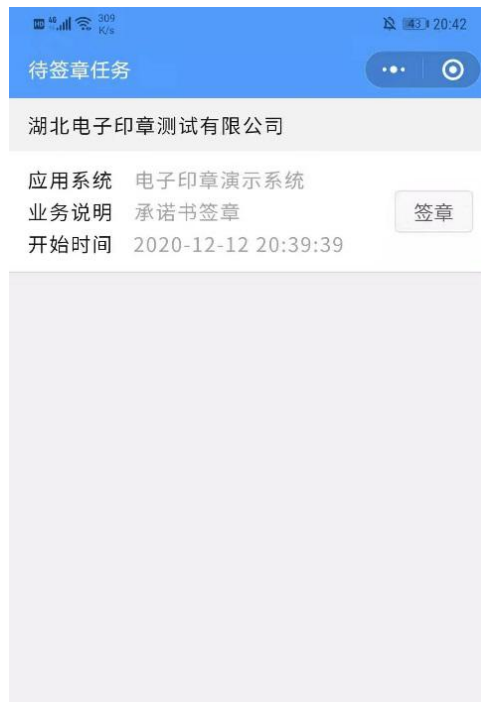 HD 4G 309 K/s 43 20:42
待签章任务
湖北电子印章测试有限公司
应用系统 电子印章演示系统
业务说明 承诺书签章
签章
开始时间 2020-12-12 20:39:39